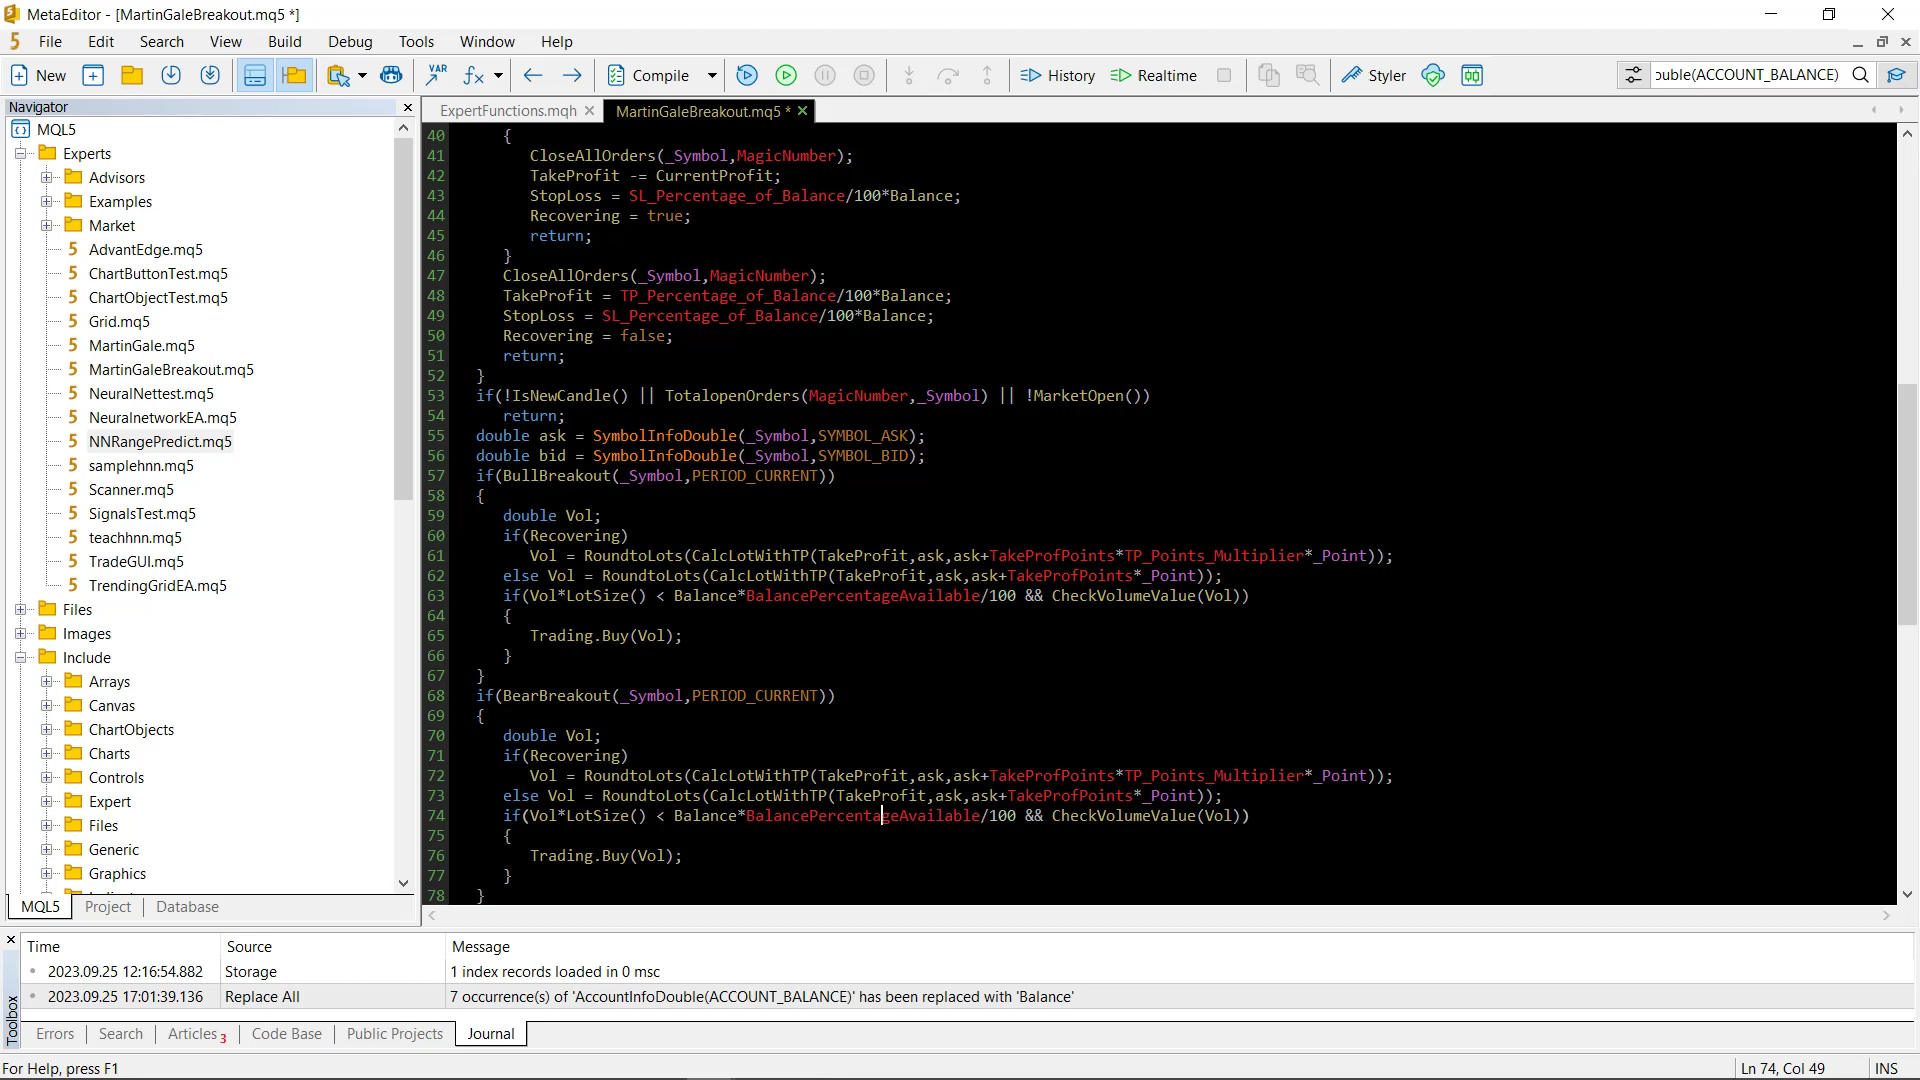 MetaEditor - [MartinGaleBreakout.mq5 *]
File Edit Search View Build Debug Tools Window Help
New VAR fx Compile History Realtime Styler ouble(ACCOUNT_BALANCE)
Navigator
MQL5
Experts
Advisors
Examples
Market
AdvantEdge.mq5
ChartButtonTest.mq5
ChartObjectTest.mq5
Grid.mq5
MartinGale.mq5
MartinGaleBreakout.mq5
NeuralNettest.mq5
NeuralnetworkEA.mq5
NNRangePredict.mq5
samplehnn.mq5
Scanner.mq5
SignalsTest.mq5
teachhnn.mq5
TradeGUI.mq5
TrendingGridEA.mq5
Files
Images
Include
Arrays
Canvas
ChartObjects
Charts
Controls
Expert
Files
Generic
Graphics
MQL5 Project Database
ExpertFunctions.mqh MartinGaleBreakout.mq5 *
40 {
41 CloseAllOrders(_Symbol,MagicNumber);
42 TakeProfit -= CurrentProfit;
43 StopLoss = SL_Percentage_of_Balance/100*Balance;
44 Recovering = true;
45 return;
46 }
47 CloseAllOrders(_Symbol,MagicNumber);
48 TakeProfit = TP_Percentage_of_Balance/100*Balance;
49 StopLoss = SL_Percentage_of_Balance/100*Balance;
50 Recovering = false;
51 return;
52 }
53 if(!IsNewCandle() || TotalopenOrders(MagicNumber,_Symbol) || !MarketOpen())
54 return;
55 double ask = SymbolInfoDouble(_Symbol,SYMBOL_ASK);
56 double bid = SymbolInfoDouble(_Symbol,SYMBOL_BID);
57 if(BullBreakout(_Symbol,PERIOD_CURRENT))
58 {
59 double Vol;
60 if(Recovering)
61 Vol = RoundtoLots(CalcLotWithTP(TakeProfit,ask,ask+TakeProfPoints*TP_Points_Multiplier*_Point));
62 else Vol = RoundtoLots(CalcLotWithTP(TakeProfit,ask,ask+TakeProfPoints*_Point));
63 if(Vol*LotSize() < Balance*BalancePercentageAvailable/100 && CheckVolumeValue(Vol))
64 {
65 Trading.Buy(Vol);
66 }
67 }
68 if(BearBreakout(_Symbol,PERIOD_CURRENT))
69 {
70 double Vol;
71 if(Recovering)
72 Vol = RoundtoLots(CalcLotWithTP(TakeProfit,ask,ask+TakeProfPoints*TP_Points_Multiplier*_Point));
73 else Vol = RoundtoLots(CalcLotWithTP(TakeProfit,ask,ask+TakeProfPoints*_Point));
74 if(Vol*LotSize() < Balance*BalancePercentageAvailable/100 && CheckVolumeValue(Vol))
75 {
76 Trading.Buy(Vol);
77 }
78 }
Time Source Message
2023.09.25 12:16:54.882 Storage 1 index records loaded in 0 msc
2023.09.25 17:01:39.136 Replace All 7 occurrence(s) of 'AccountInfoDouble(ACCOUNT_BALANCE)' has been replaced with 'Balance'
Toolbox
Errors Search Articles 3 Code Base Public Projects Journal
For Help, press F1 Ln 74, Col 49 INS